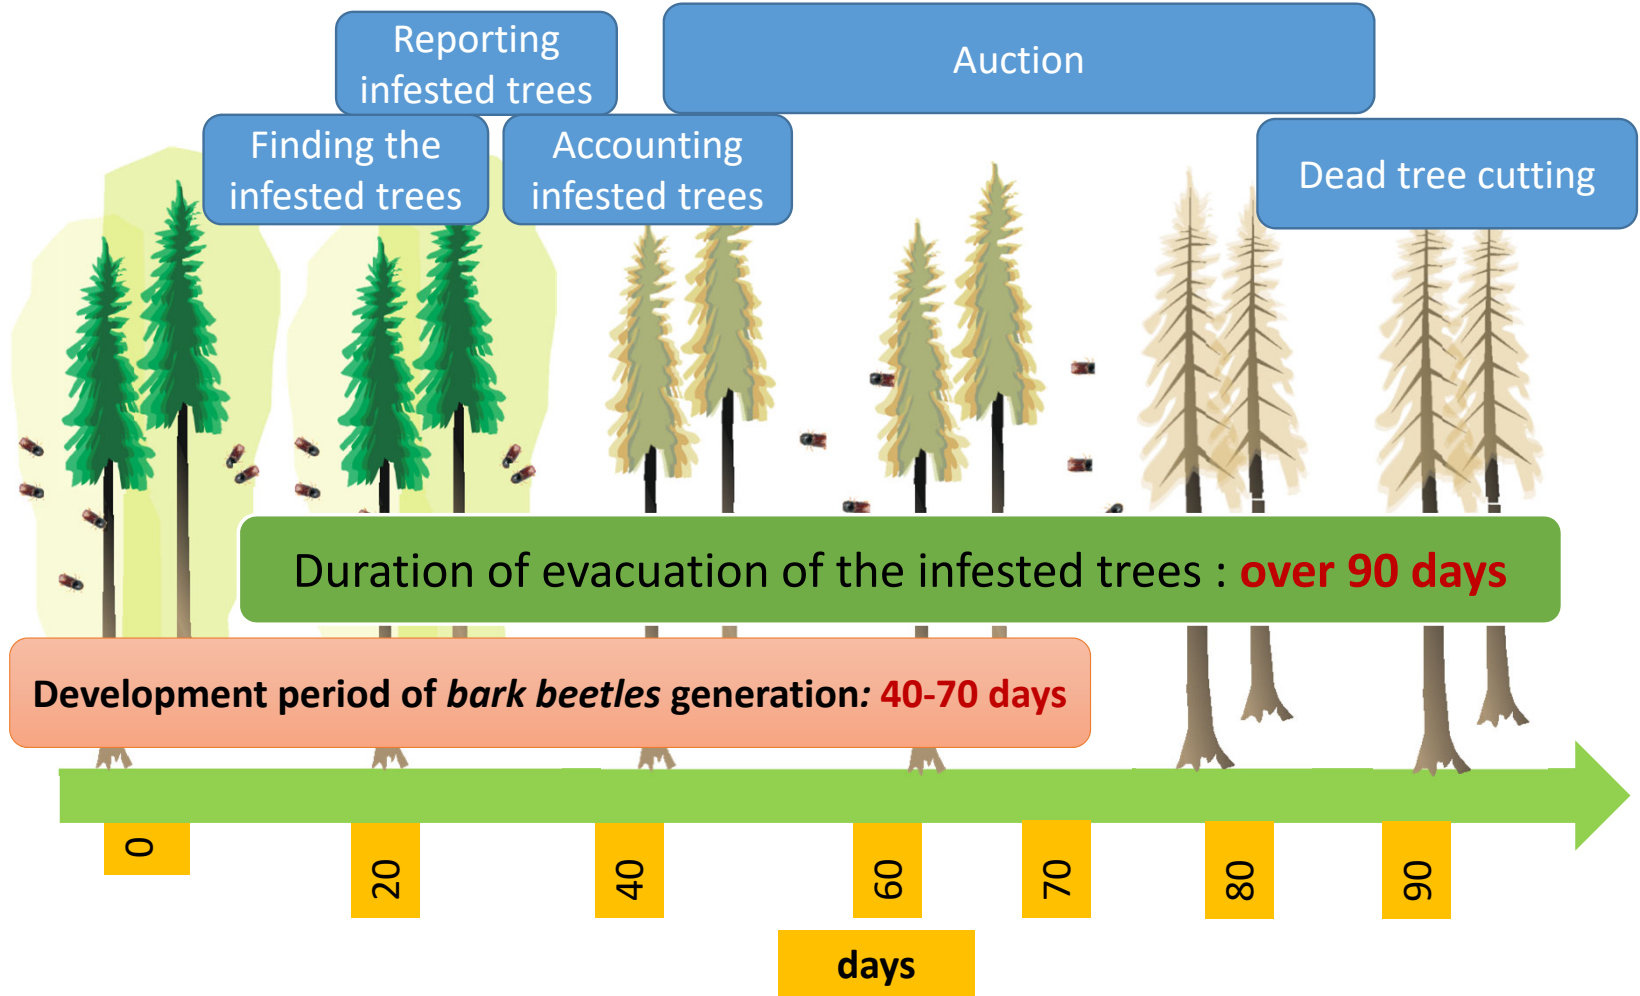 Reporting
infested trees
Auction
Finding the
infested trees
Accounting
infested trees
Dead tree cutting
Duration of evacuation of the infested trees : over 90 days
Development period of bark beetles generation: 40-70 days
0
20
40
60
70
80
90
days